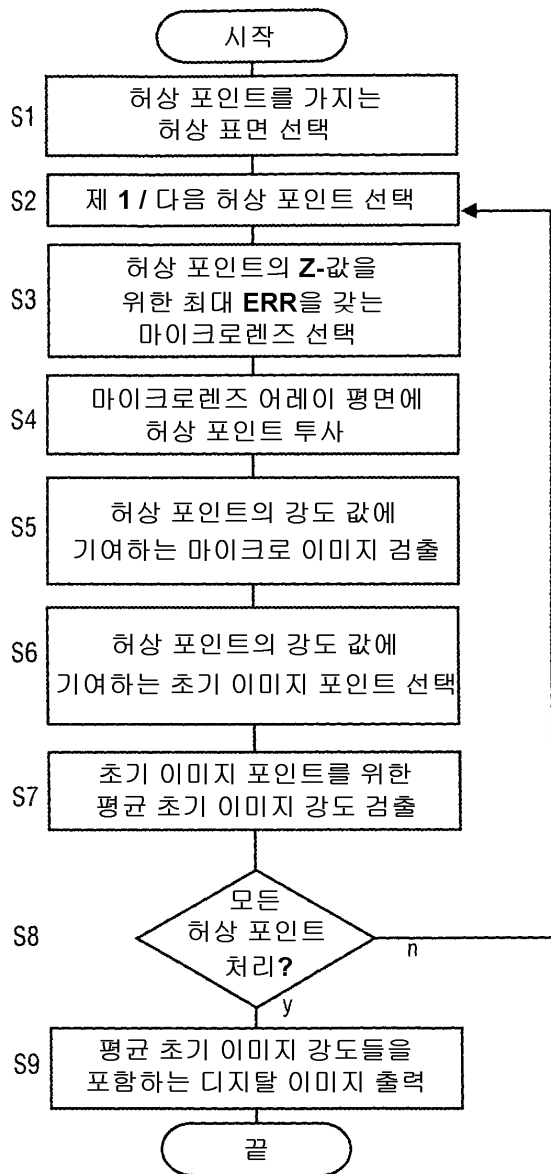 시작
S1
허상 포인트를 가지는
허상 표면 선택
S2
제 1 / 다음 허상 포인트 선택
S3
허상 포인트의 Z-값을
위한 최대 ERR을 갖는
마이크로렌즈 선택
S4
마이크로렌즈 어레이 평면에
허상 포인트 투사
S5
허상 포인트의 강도 값에
기여하는 마이크로 이미지 검출
S6
허상 포인트의 강도 값에
기여하는 초기 이미지 포인트 선택
S7
초기 이미지 포인트를 위한
평균 초기 이미지 강도 검출
S8
모든
허상 포인트
처리?
n
y
S9
평균 초기 이미지 강도들을
포함하는 디지탈 이미지 출력
끝